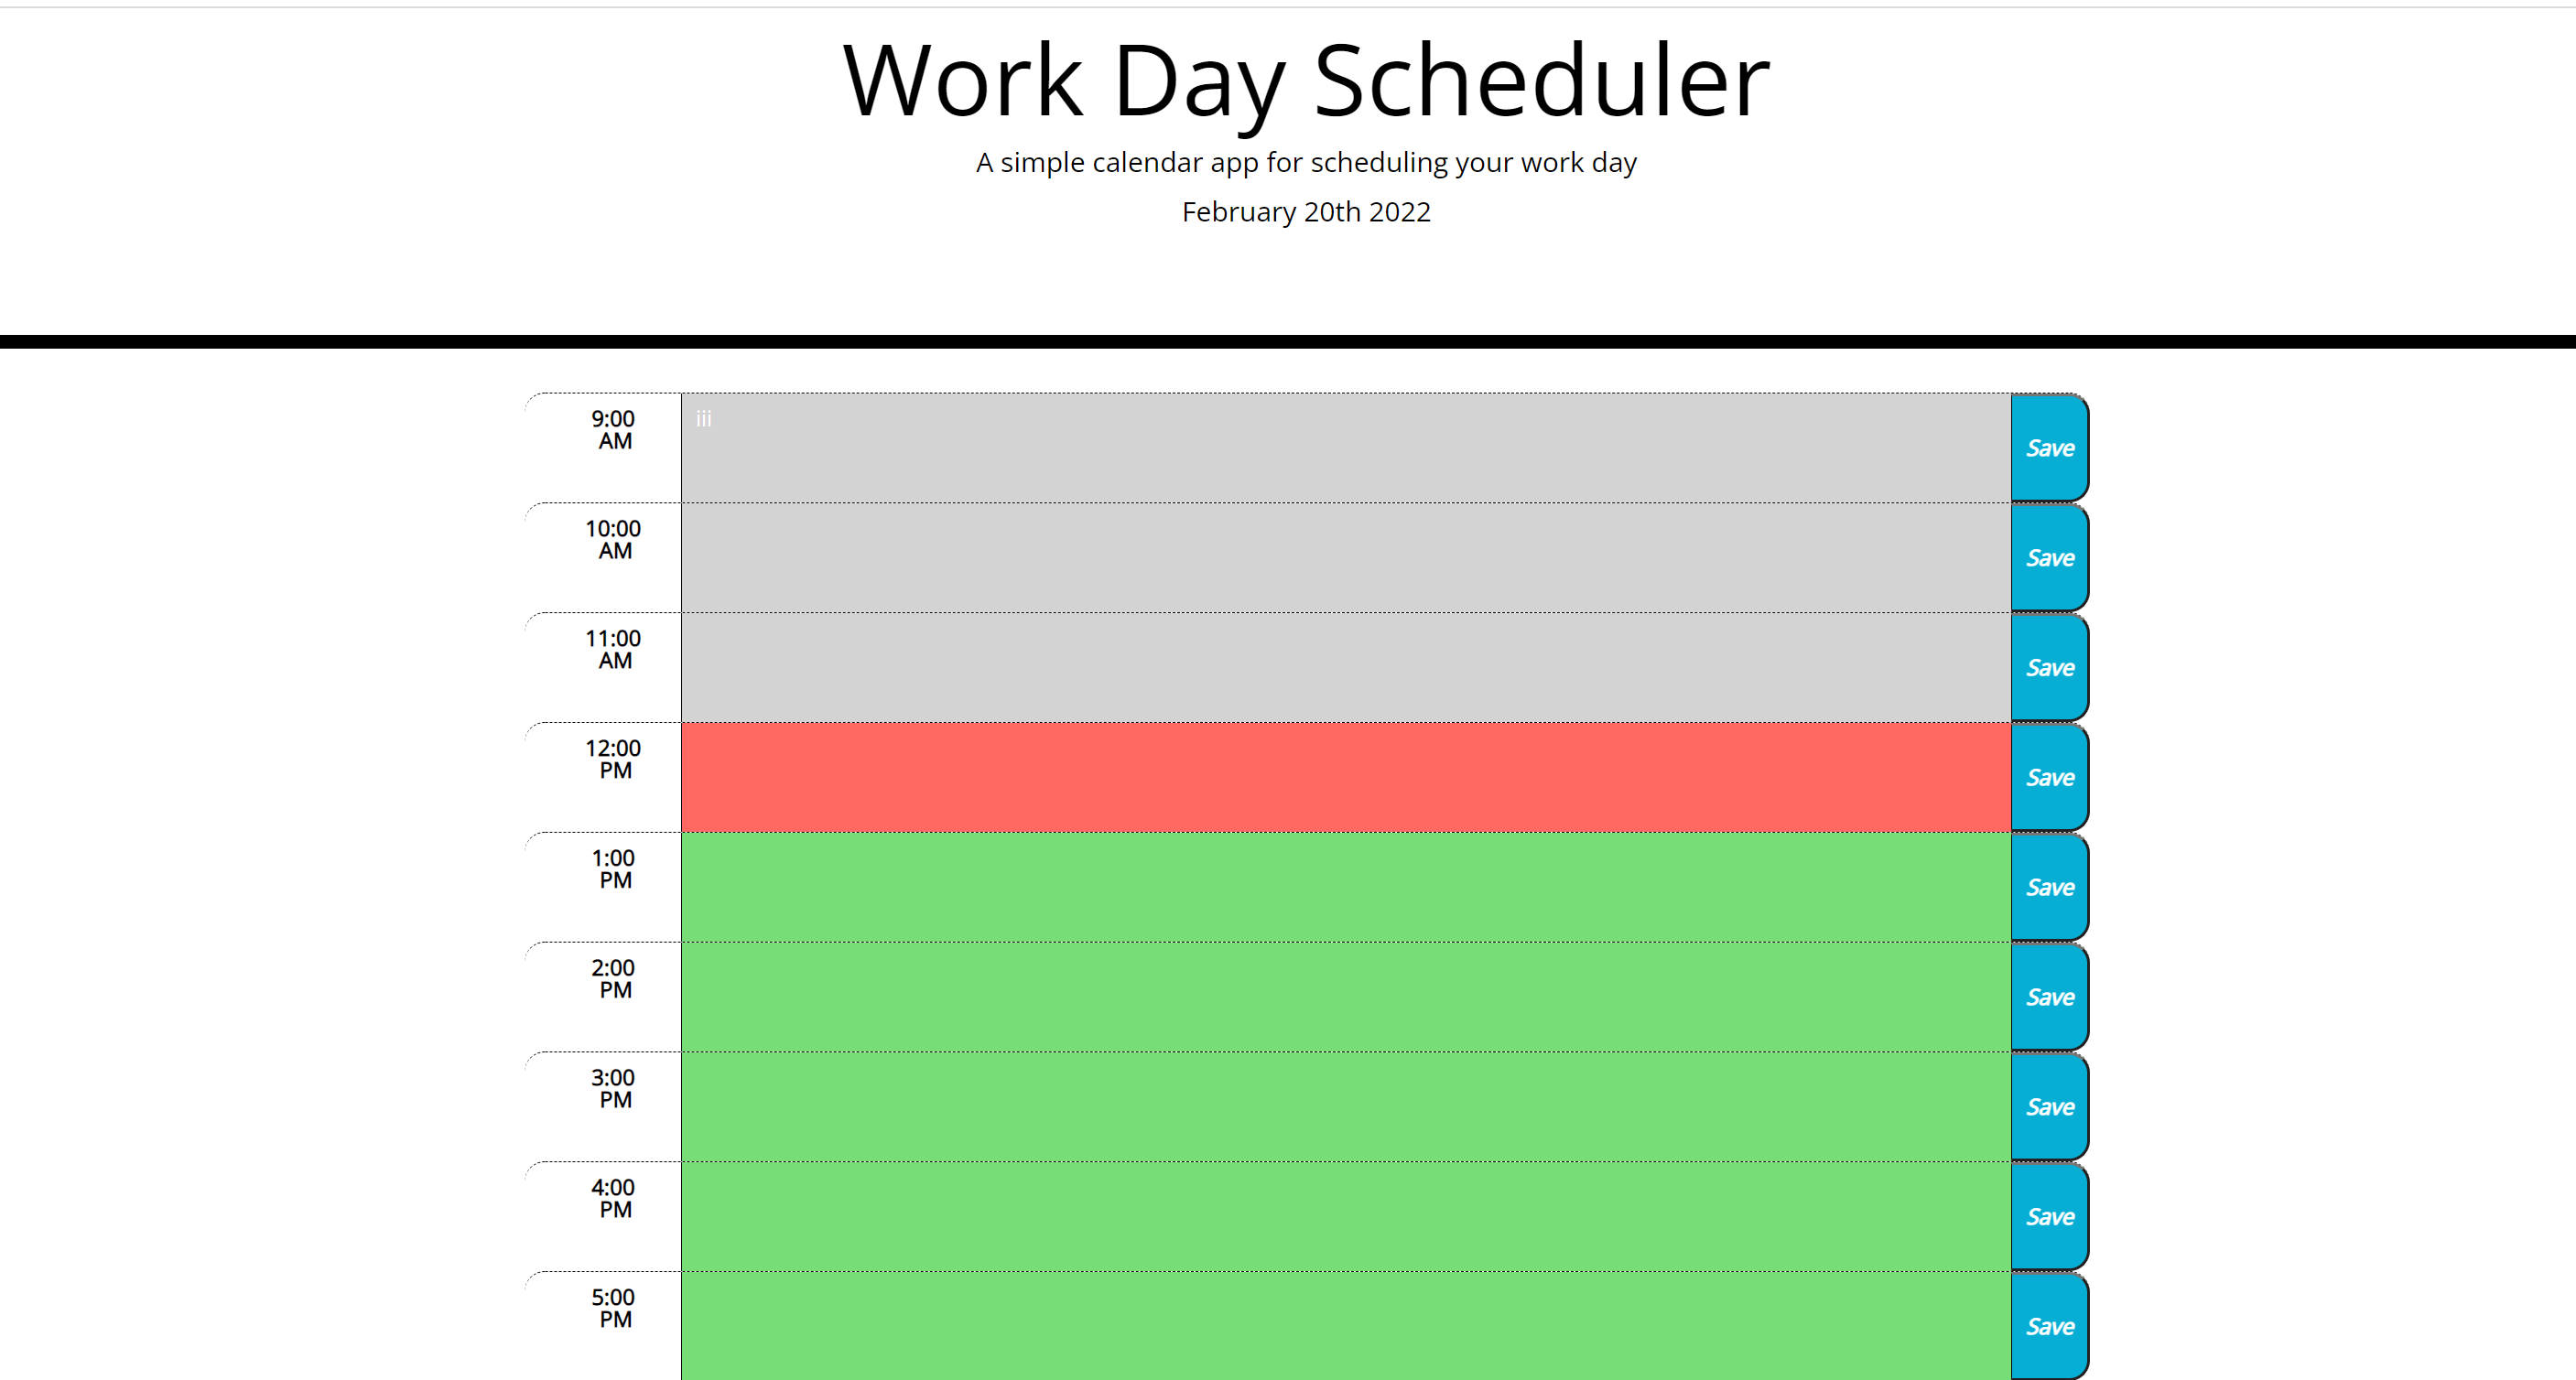 Work Day Scheduler
A simple calendar app for scheduling your work day
February 20th 2022
9:00
AM
iii
Save
10:00
AM
Save
11:00
AM
Save
12:00
PM
Save
1:00
PM
Save
2:00
PM
Save
3:00
PM
Save
4:00
PM
Save
5:00
PM
Save